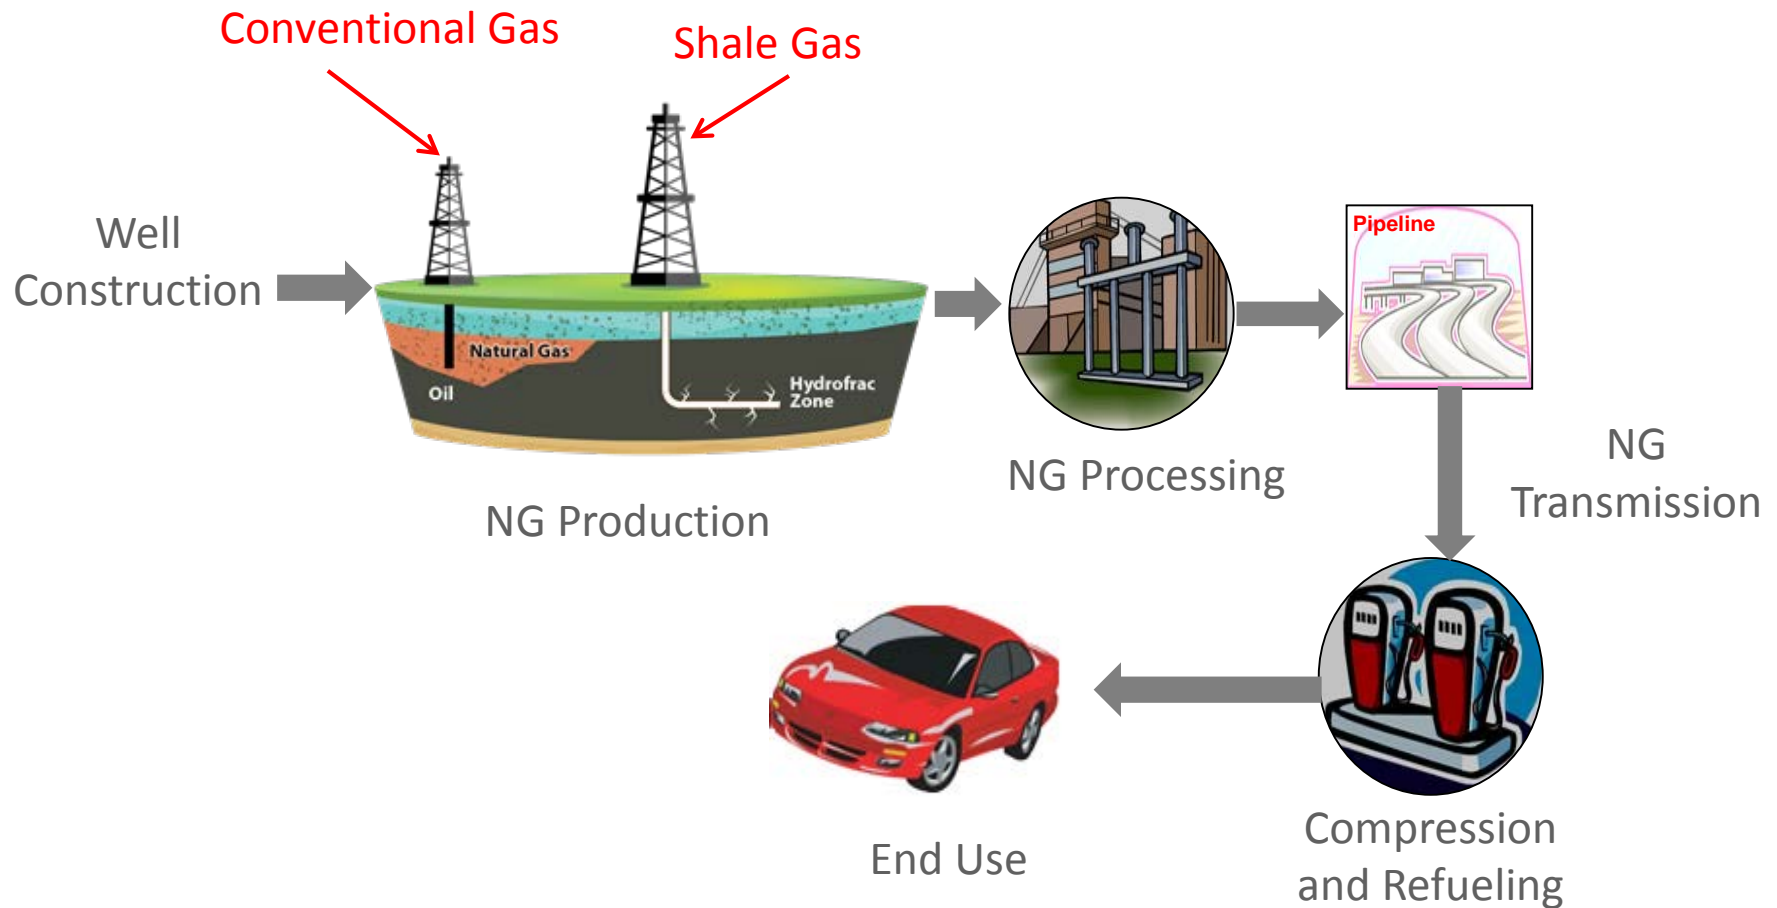 Conventional Gas
Shale Gas
Well
Construction
Natural Gas
Oil
Hydrofrac
Zone
NG Production
NG Processing
Pipeline
NG
Transmission
Compression
and Refueling
End Use